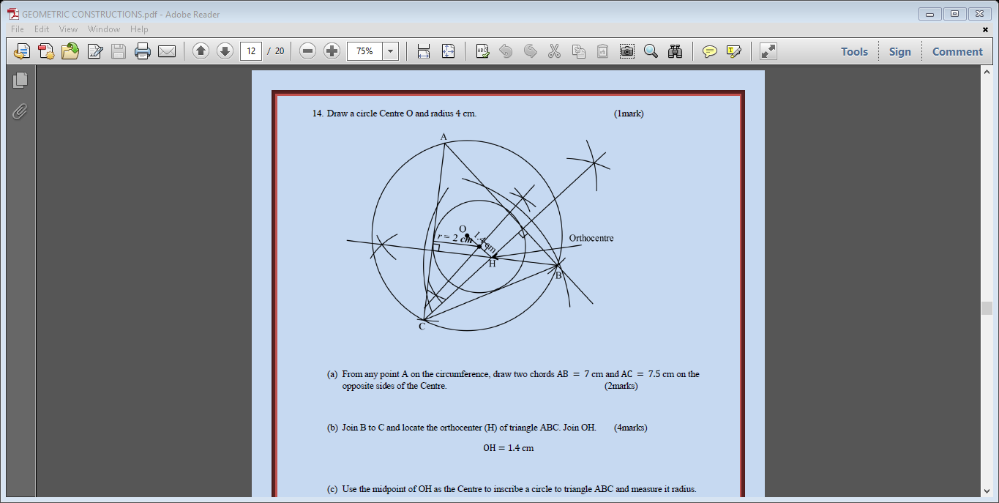 GEOMETRIC CONSTRUCTIONS.pdf - Adobe Reader
File Edit View Window Help
12 / 20 75% Tools Sign Comment
14. Draw a circle Centre O and radius 4 cm. (1mark)
A
O
r = 2 cm
1.4 cm
Orthocentre
H
B
C
(a) From any point A on the circumference, draw two chords AB = 7 cm and AC = 7.5 cm on the
opposite sides of the Centre. (2marks)
(b) Join B to C and locate the orthocenter (H) of triangle ABC. Join OH. (4marks)
OH = 1.4 cm
(c) Use the midpoint of OH as the Centre to inscribe a circle to triangle ABC and measure it radius.